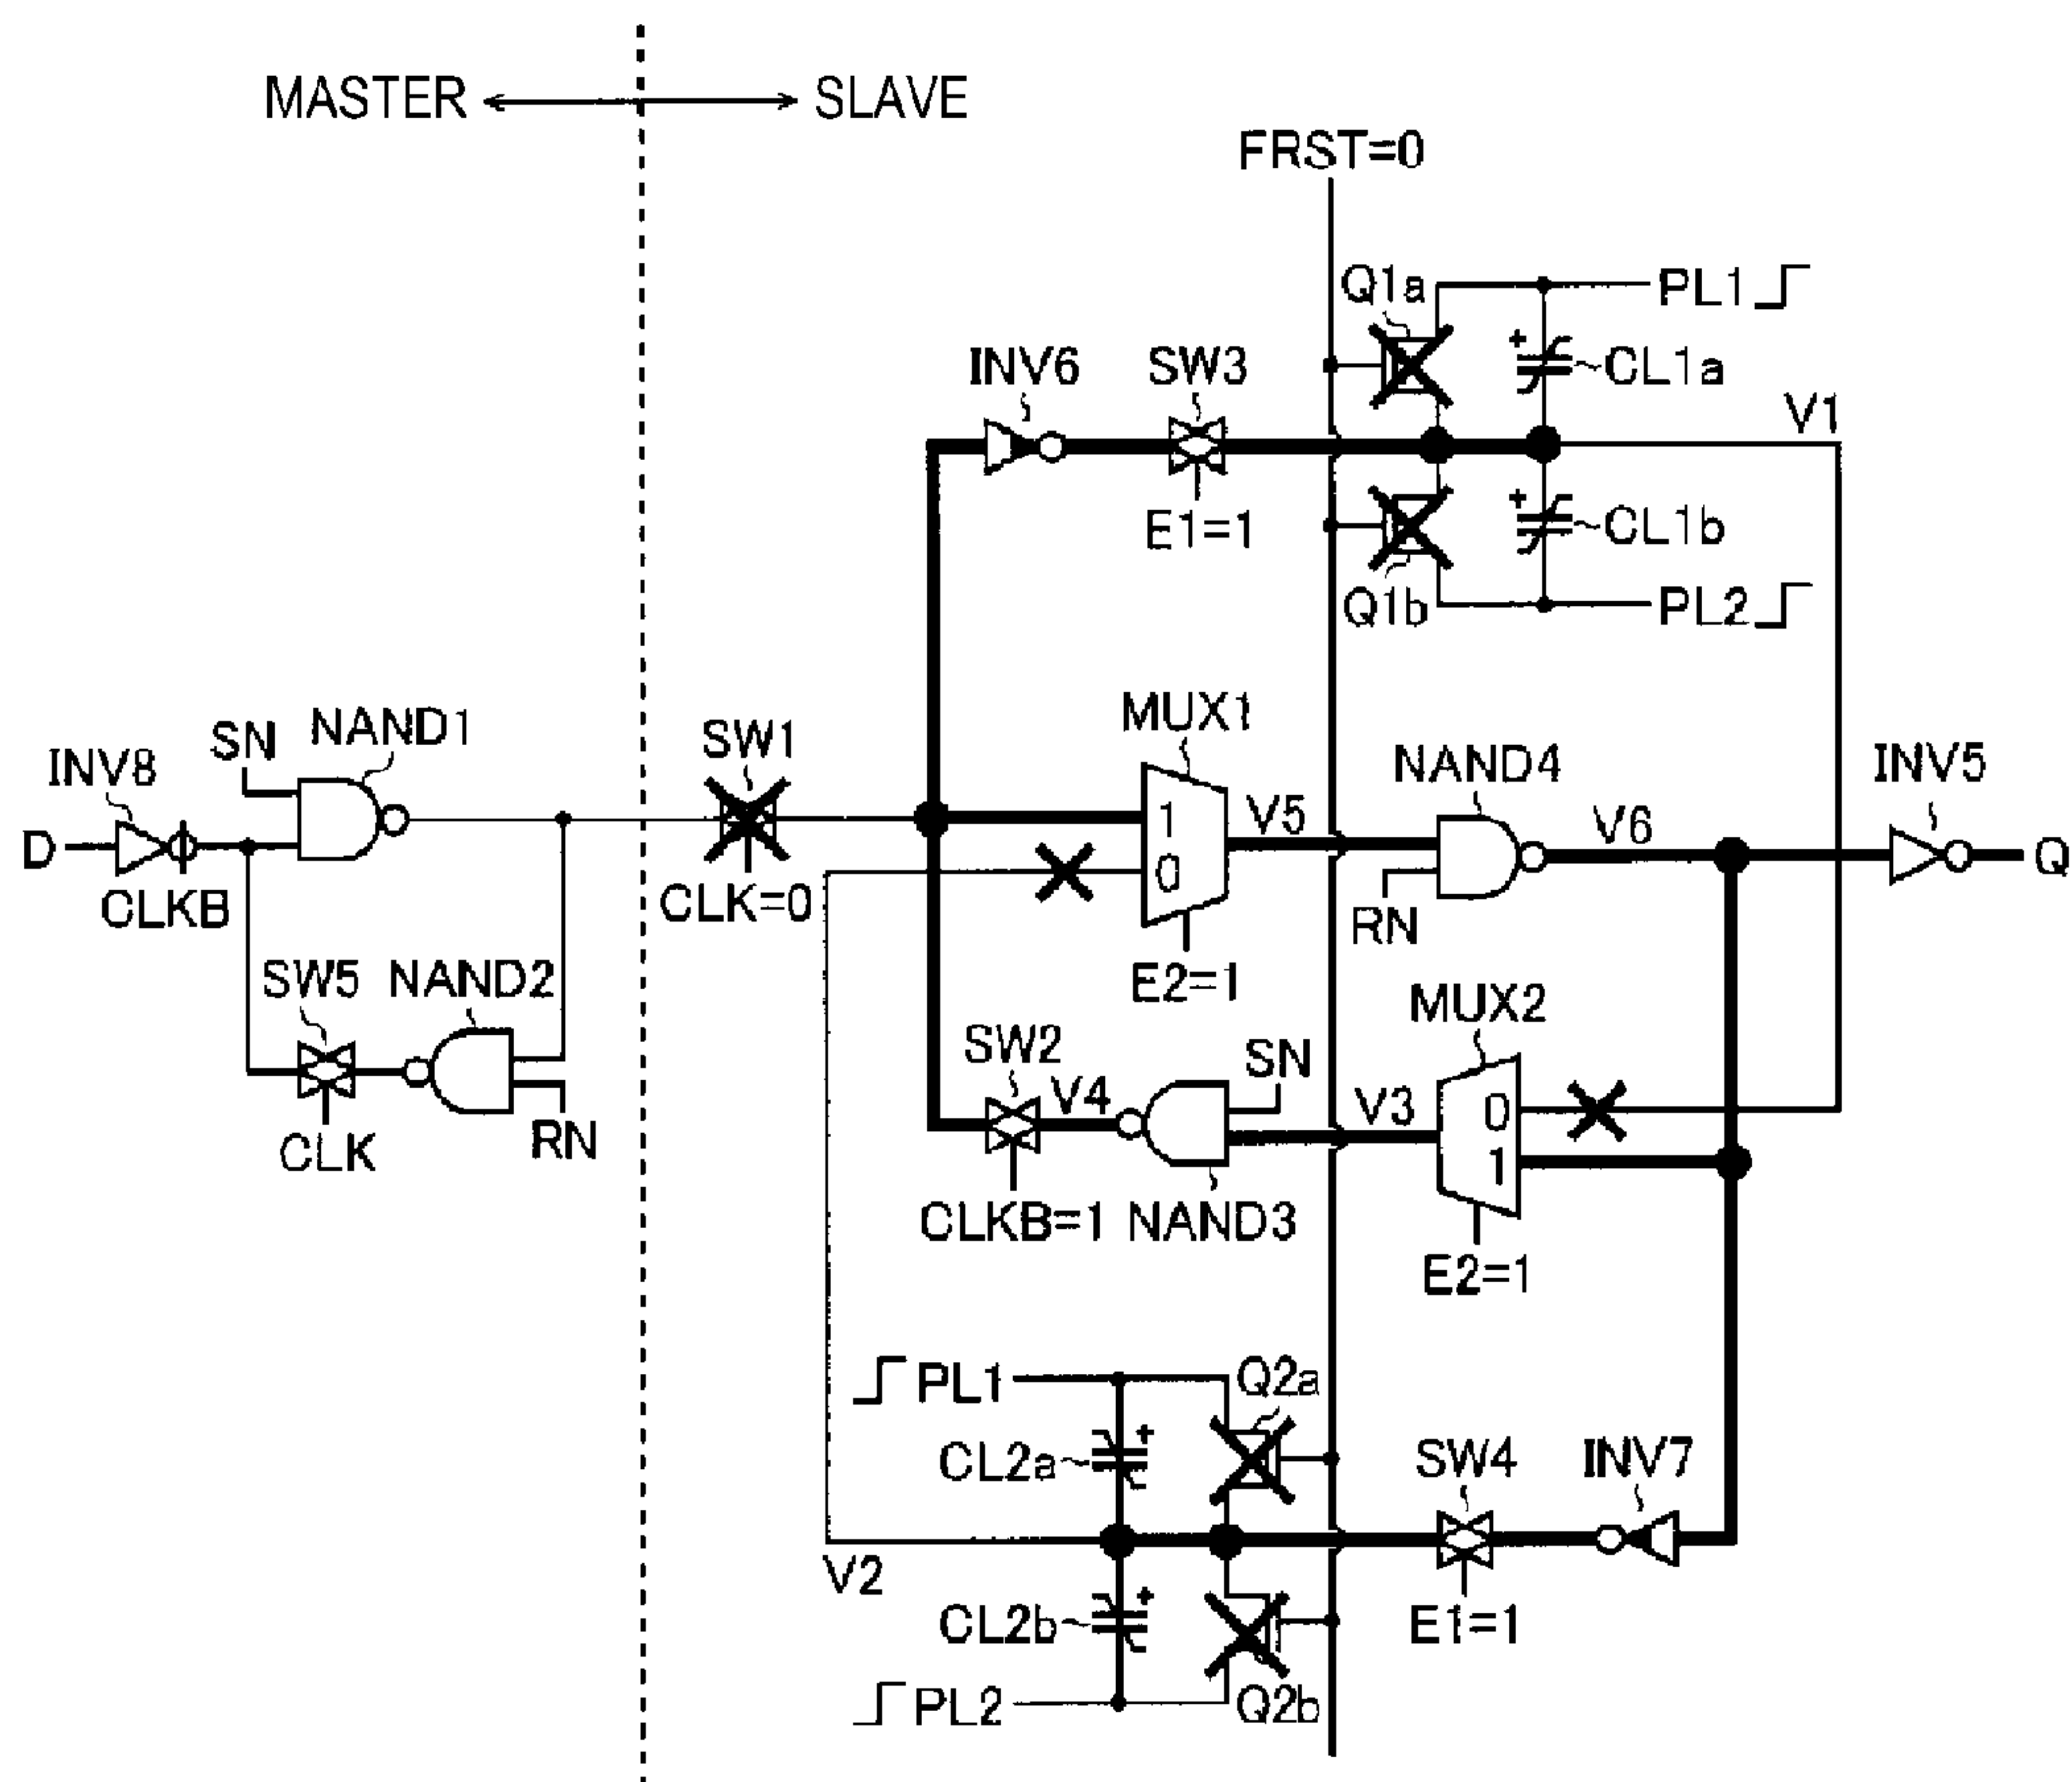 MASTER SLAVE
FRST=0
Q1a PL1
INV6 SW3 CL1a
V1
E1=1 CL1b
Q1b PL2
MUX1
SN NAND1 SW1 NAND4 INV5
INV8
1 V5 V6
D Q
0
CLKB CLK=0 RN
SW5 NAND2 E2=1 MUX2
SW2 SN
V4 V3 0
RN
CLK 1
CLKB=1 NAND3
E2=1
PL1 Q2a
CL2a SW4 INV7
V2
CL2b E1=1
PL2 Q2b